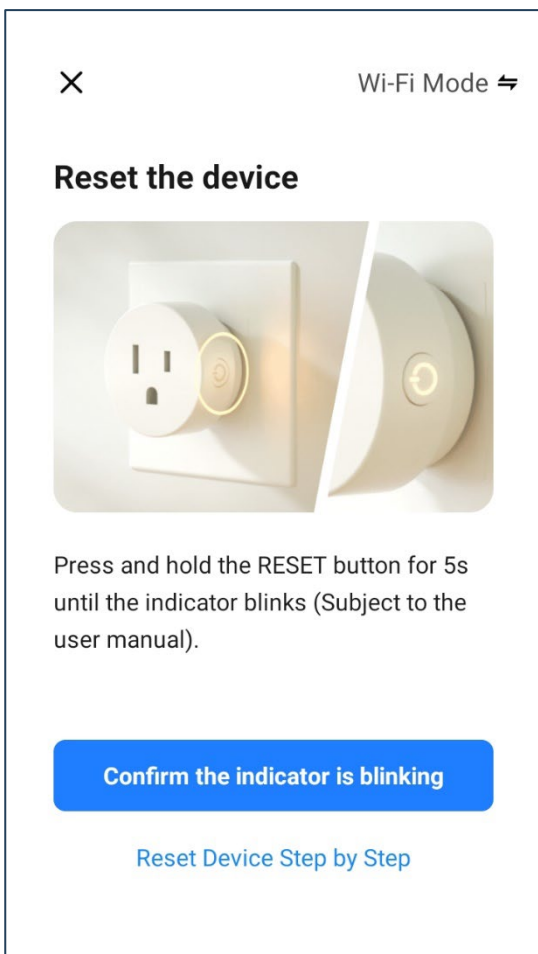 Wi-Fi Mode ⇋
Reset the device
Press and hold the RESET button for 5s
until the indicator blinks (Subject to the
user manual).
Confirm the indicator is blinking
Reset Device Step by Step